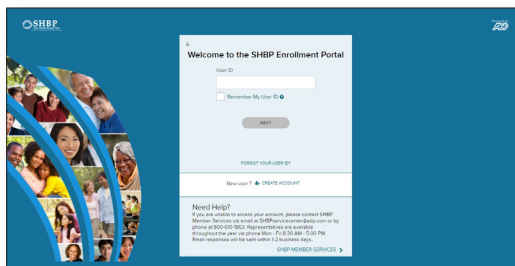 SHBP
Powered by
ADP
Welcome to the SHBP Enrollment Portal
User ID
Remember My User ID
NEXT
FORGOT YOUR USER ID?
New user ? CREATE ACCOUNT
Need Help?
If you are unable to access your account, please contact SHBP
Member Services via email at SHBPservicecenter@adp.com or by
phone at 800-610-1863. Representatives are available
throughout the year via phone Mon - Fri 8:30 AM - 5:00 PM.
Email responses will be sent within 1-2 business days.
SHBP MEMBER SERVICES